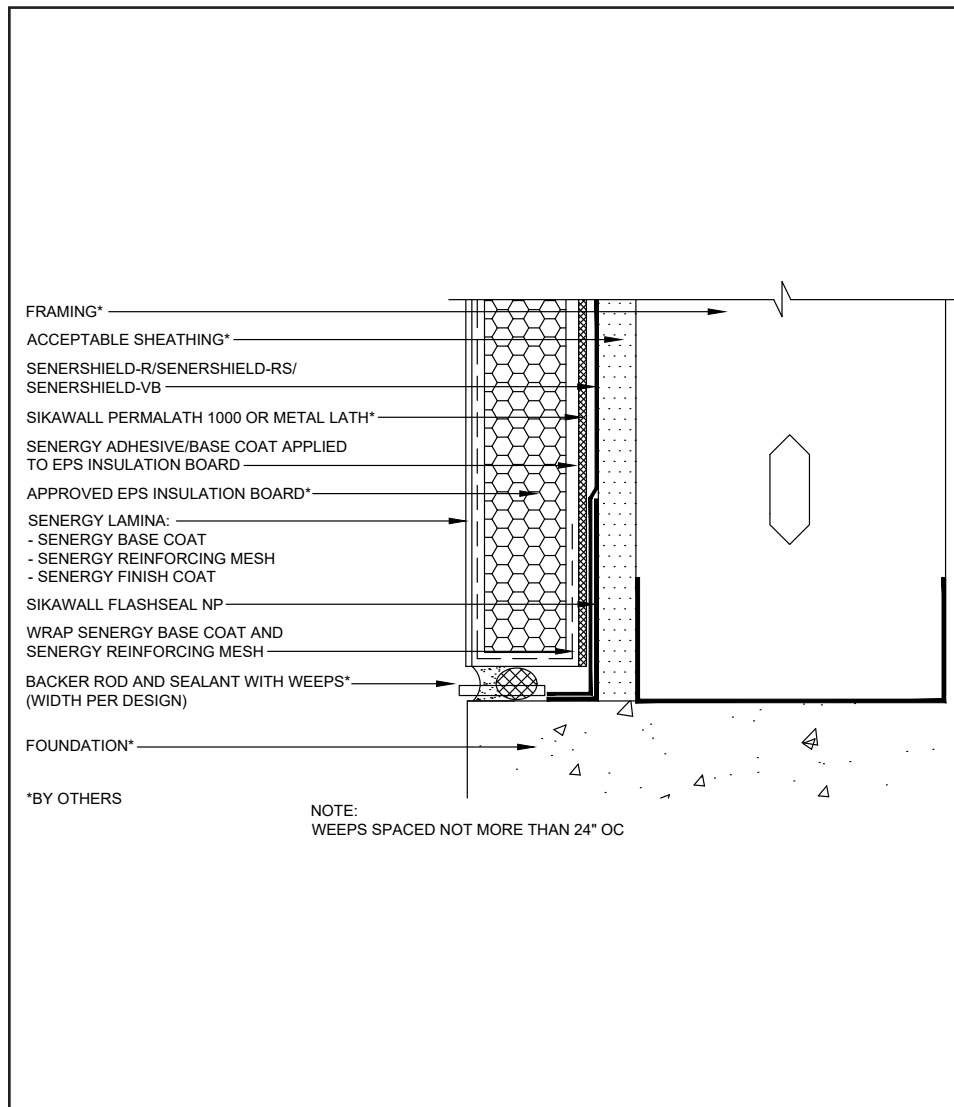 FRAMING*
ACCEPTABLE SHEATHING*
SENERSHIELD-R/SENERSHIELD-RS/
SENERSHIELD-VB
SIKAWALL PERMALATH 1000 OR METAL LATH*
SENERGY ADHESIVE/BASE COAT APPLIED
TO EPS INSULATION BOARD
APPROVED EPS INSULATION BOARD*
SENERGY LAMINA:
- SENERGY BASE COAT
- SENERGY REINFORCING MESH
- SENERGY FINISH COAT
SIKAWALL FLASHSEAL NP
WRAP SENERGY BASE COAT AND
SENERGY REINFORCING MESH
BACKER ROD AND SEALANT WITH WEEPS*
(WIDTH PER DESIGN)
FOUNDATION*
*BY OTHERS
NOTE:
WEEPS SPACED NOT MORE THAN 24" OC